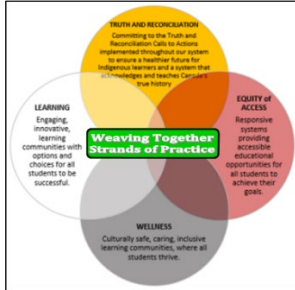 TRUTH AND RECONCILIATION
Committing to the Truth and
Reconciliation Calls to Actions
implemented throughout our system
to ensure a healthier future for
Indigenous learners and a system that
acknowledges and teaches Canada's
true history
LEARNING
Engaging,
innovative,
learning
communities with
options and
choices for all
students to be
successful.
Weaving Together
Strands of Practice
EQUITY of
ACCESS
Responsive
systems
providing
accessible
educational
opportunities for
all students to
achieve their
goals.
WELLNESS
Culturally safe, caring, inclusive
learning communities, where all
students thrive.